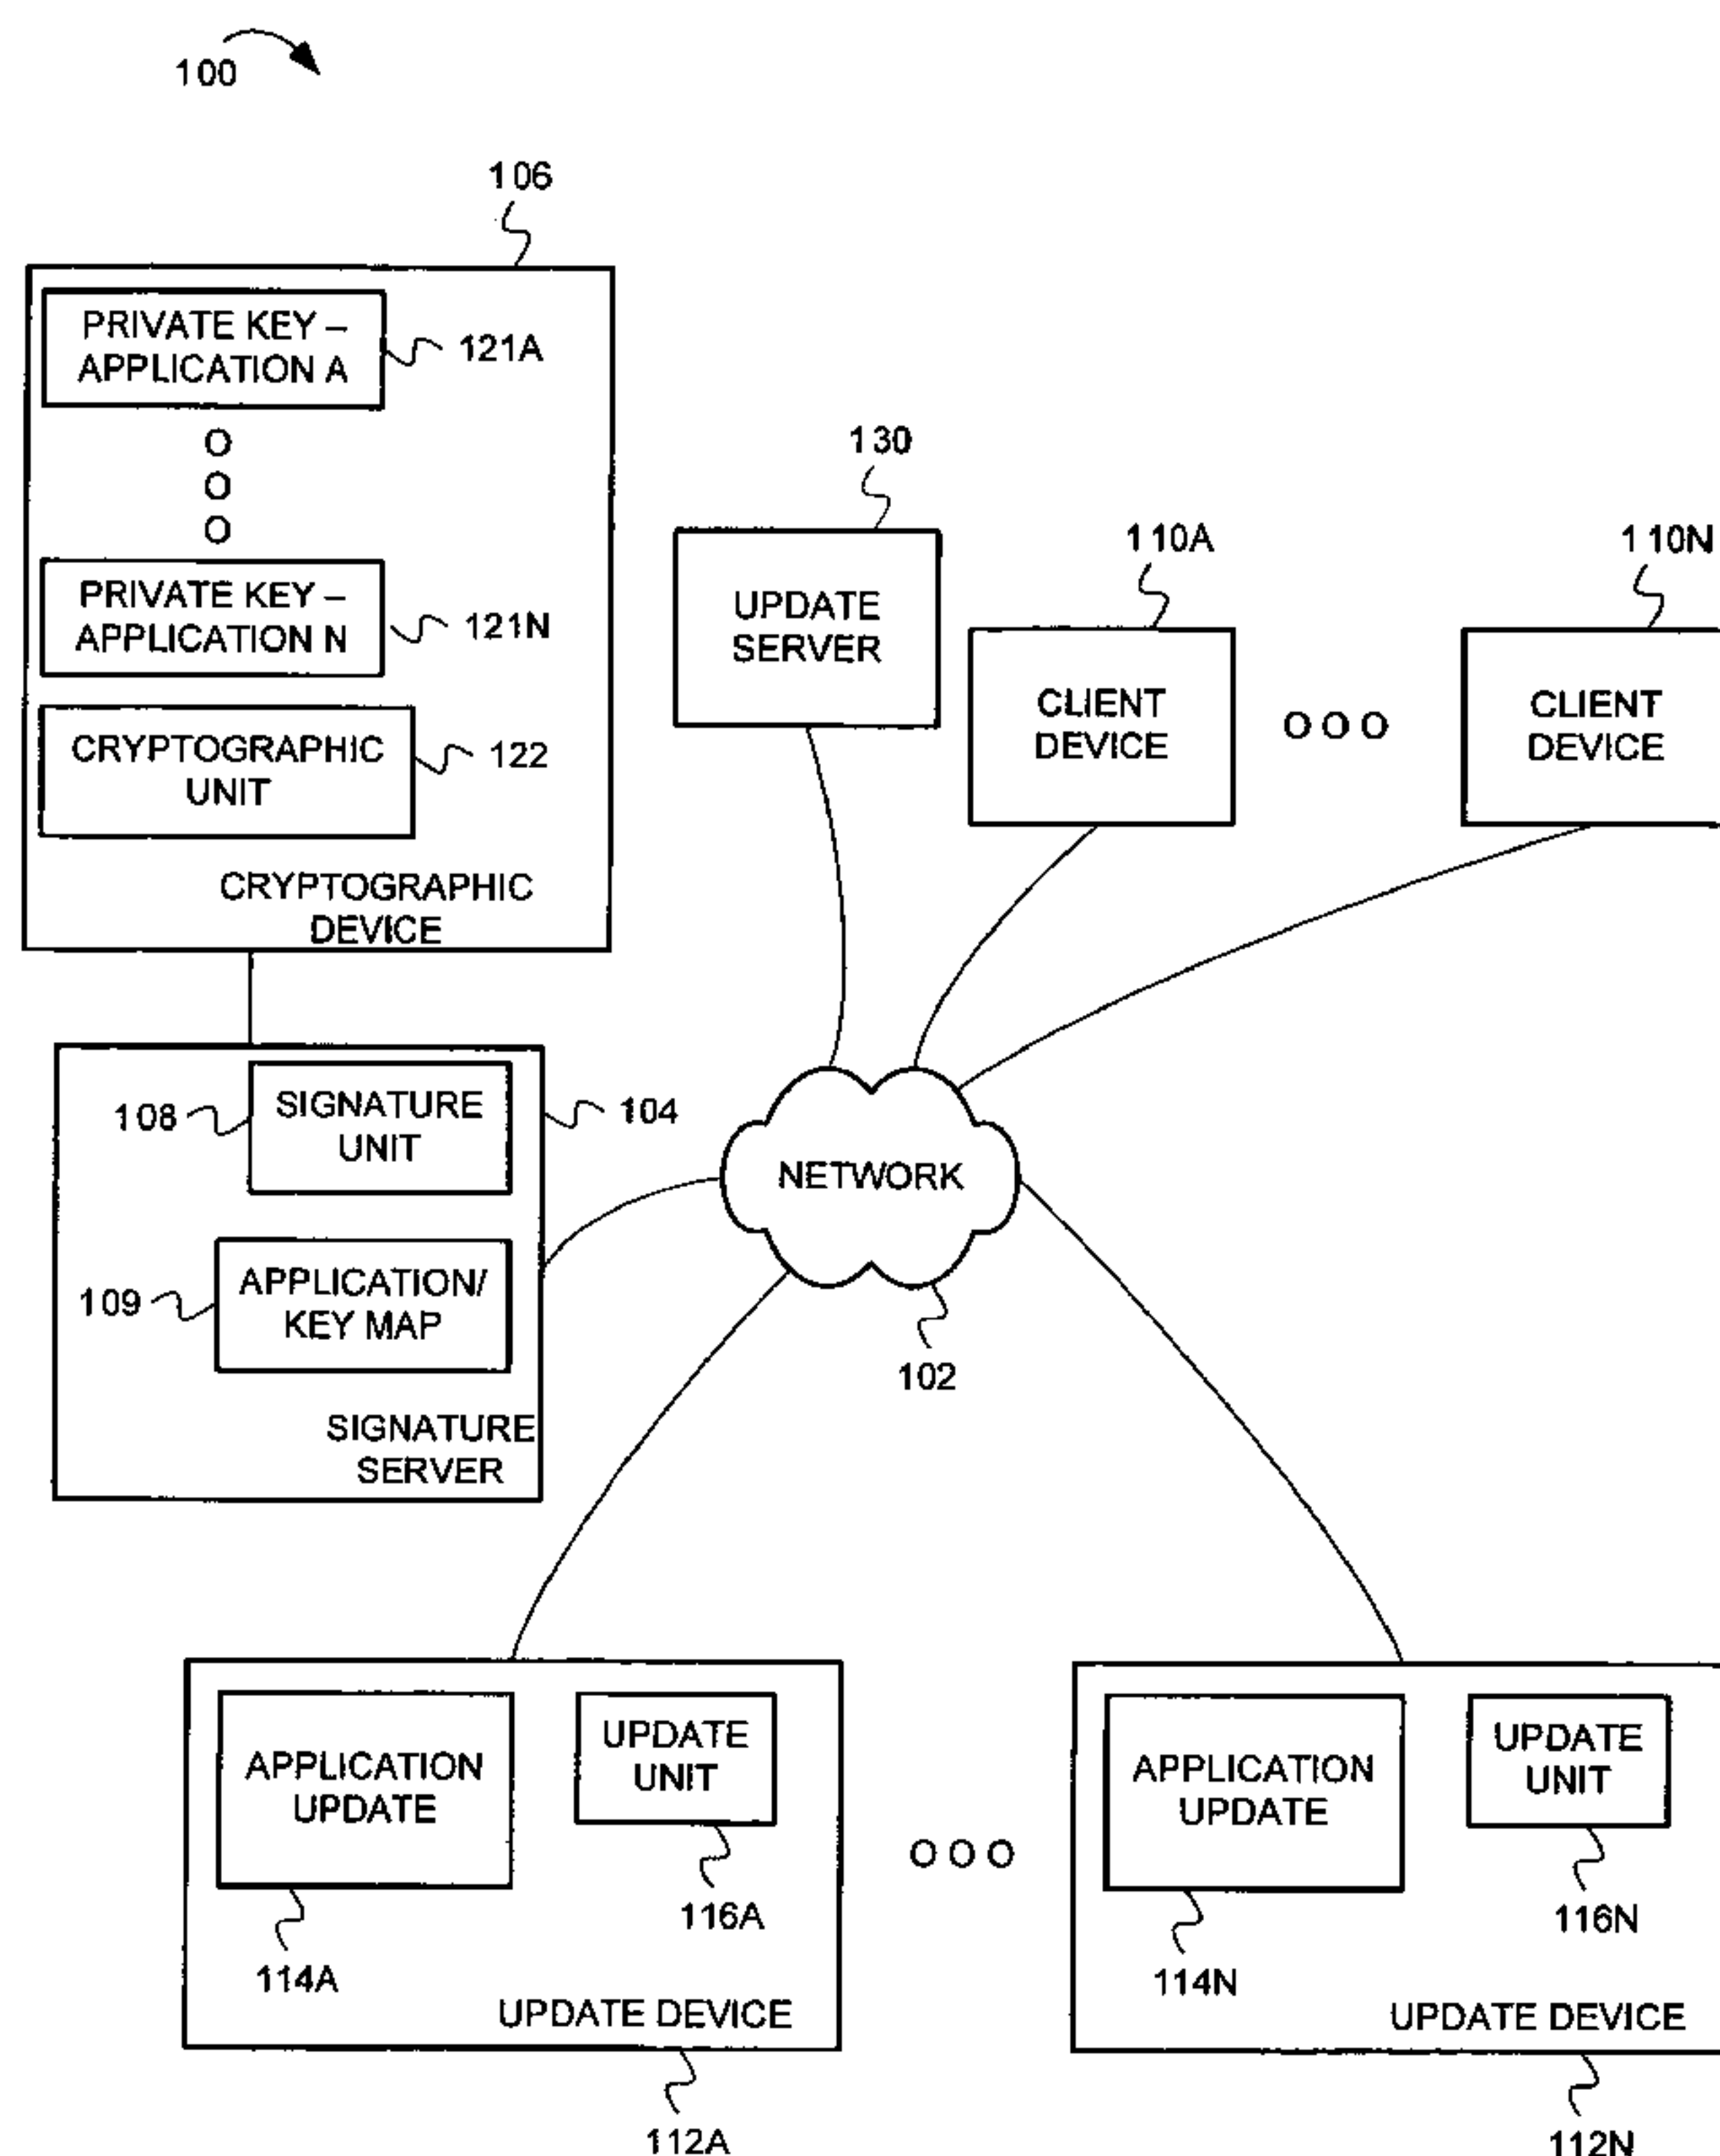 100
106
PRIVATE KEY –
APPLICATION A
121A
O
O
O
PRIVATE KEY –
APPLICATION N
121N
CRYPTOGRAPHIC
UNIT
122
CRYPTOGRAPHIC
DEVICE
130
UPDATE
SERVER
110A
CLIENT
DEVICE
O O O
110N
CLIENT
DEVICE
108
SIGNATURE
UNIT
104
109
APPLICATION/
KEY MAP
SIGNATURE
SERVER
NETWORK
102
APPLICATION
UPDATE
114A
UPDATE
UNIT
116A
UPDATE DEVICE
112A
O O O
APPLICATION
UPDATE
114N
UPDATE
UNIT
116N
UPDATE DEVICE
112N